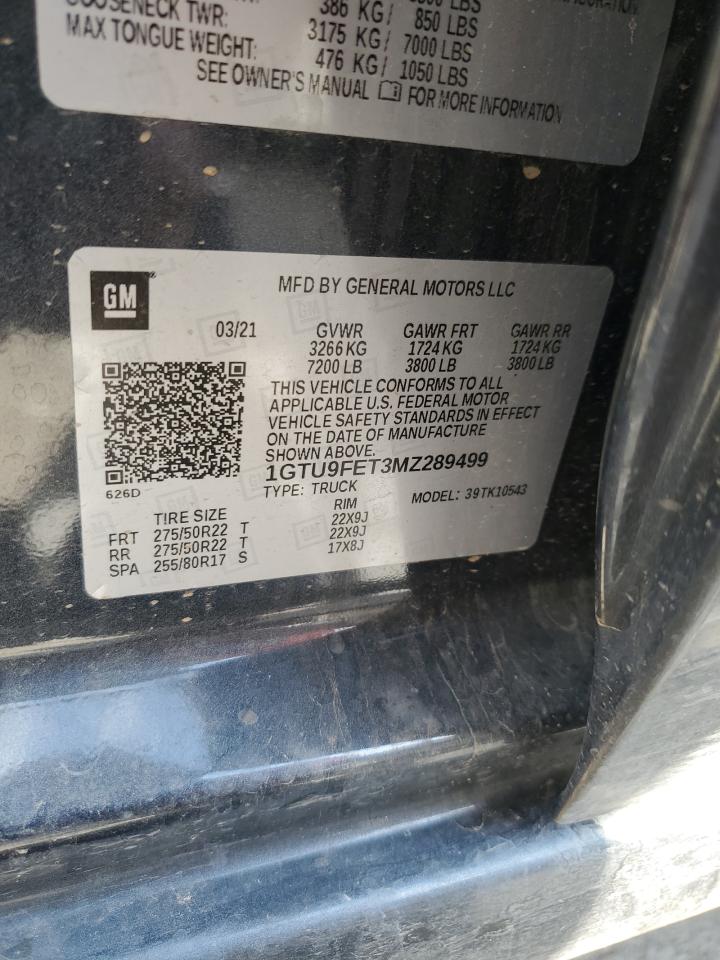 386 KG/ 850 LBS
GOOSENECK TWR: 3175 KG/ 7000 LBS
MAX TONGUE WEIGHT: 476 KG/ 1050 LBS
SEE OWNER'S MANUAL FOR MORE INFORMATION
GM
MFD BY GENERAL MOTORS LLC
03/21 GVWR GAWR FRT GAWR RR
3266 KG 1724 KG 1724 KG
7200 LB 3800 LB 3800 LB
THIS VEHICLE CONFORMS TO ALL
APPLICABLE U.S. FEDERAL MOTOR
VEHICLE SAFETY STANDARDS IN EFFECT
ON THE DATE OF MANUFACTURE
SHOWN ABOVE.
1GTU9FET3MZ289499
626D
TYPE: TRUCK MODEL: 39TK10543
TIRE SIZE RIM
FRT 275/50R22 T 22X9J
RR 275/50R22 T 22X9J
SPA 255/80R17 S 17X8J